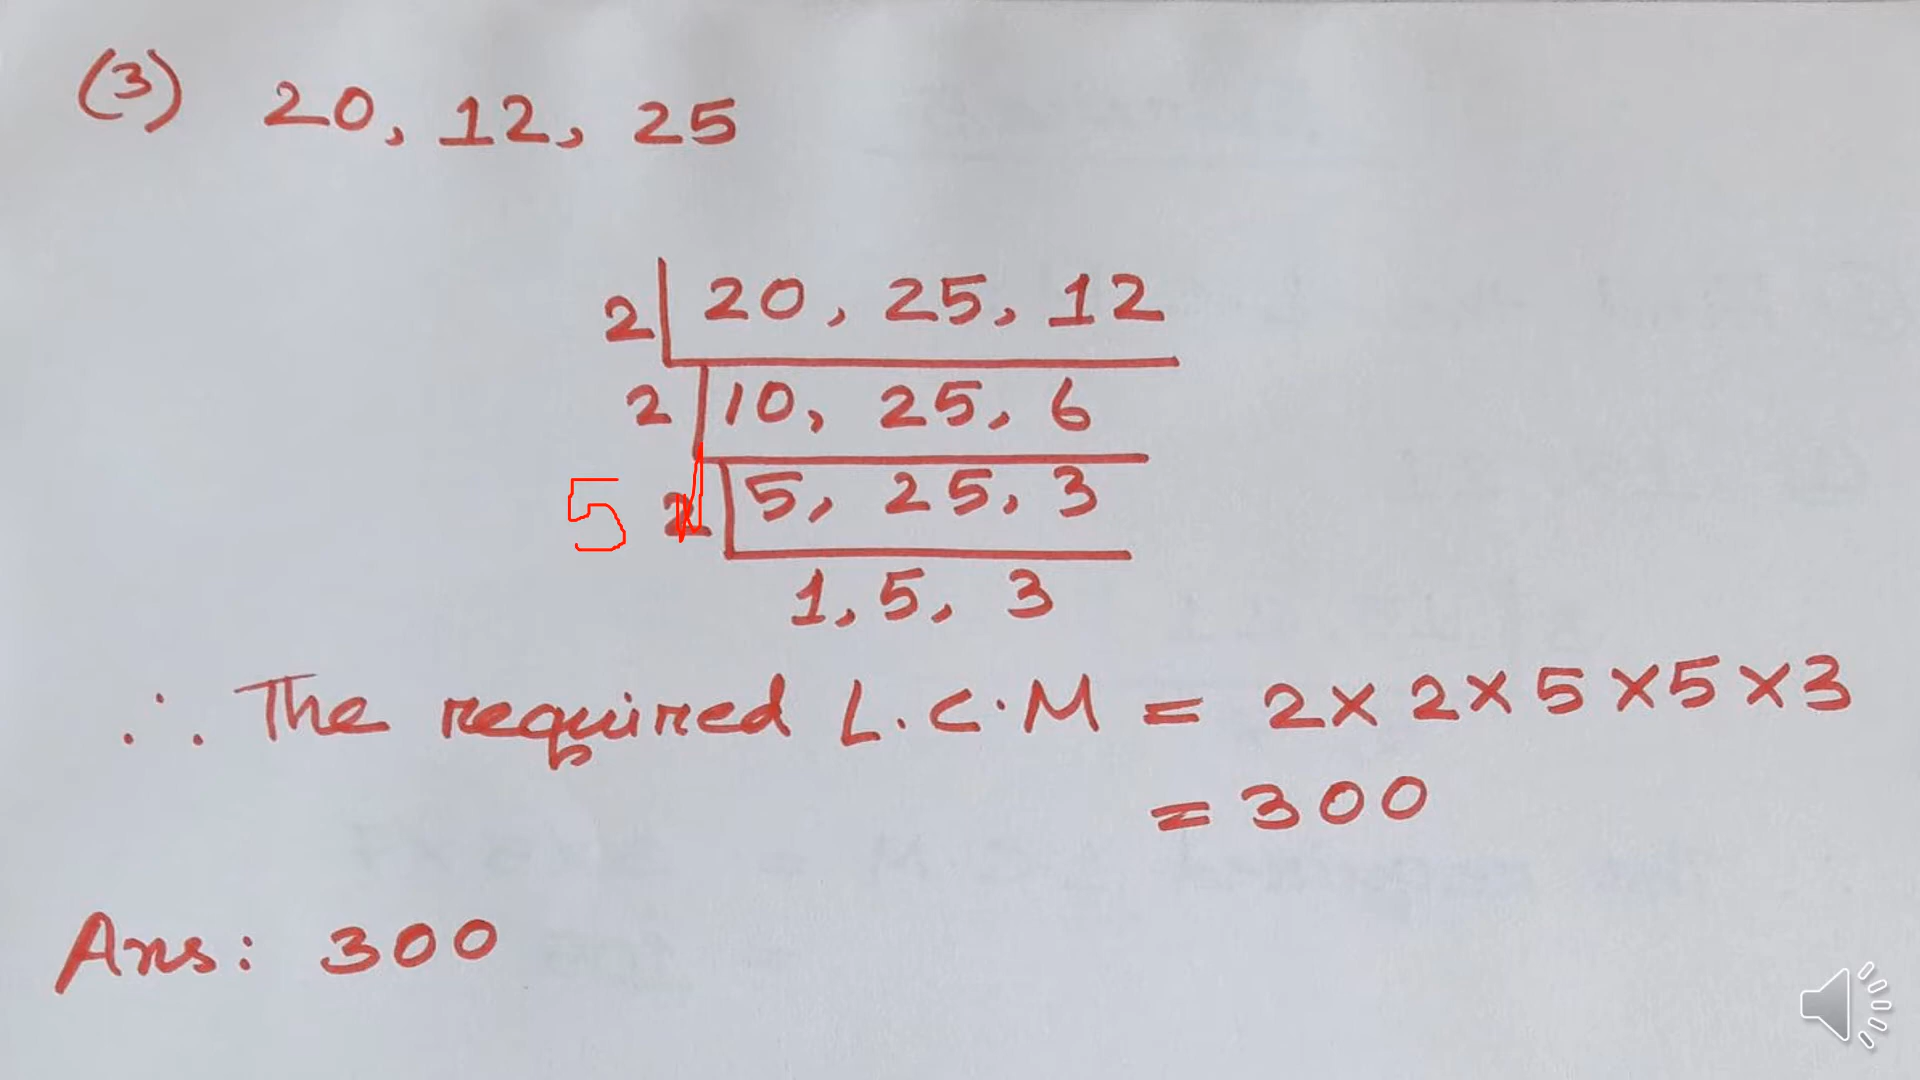 (3) 20, 12, 25
2 20, 25, 12
2 10, 25, 6
5 2 5, 25, 3
1, 5, 3
∴ The required L.C.M = 2 × 2 × 5 × 5 × 3
= 300
Ans: 300